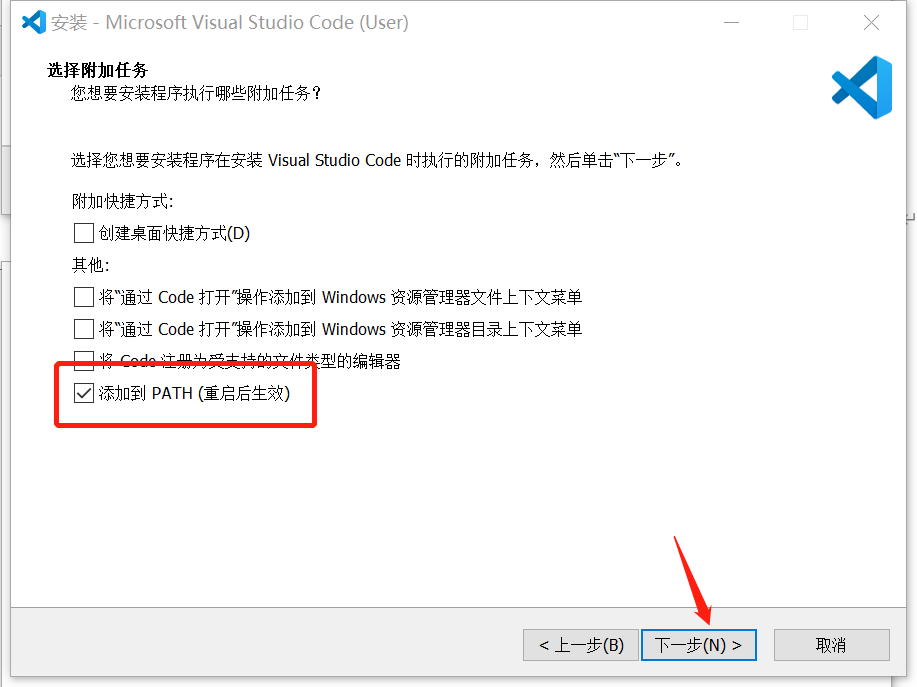 安装 - Microsoft Visual Studio Code (User)
选择附加任务
您想要安装程序执行哪些附加任务？
选择您想要安装程序在安装 Visual Studio Code 时执行的附加任务，然后单击“下一步”。
附加快捷方式:
创建桌面快捷方式(D)
其他:
将“通过 Code 打开”操作添加到 Windows 资源管理器文件上下文菜单
将“通过 Code 打开”操作添加到 Windows 资源管理器目录上下文菜单
将 Code 注册为受支持的文件类型的编辑器
添加到 PATH (重启后生效)
< 上一步(B) 下一步(N) > 取消